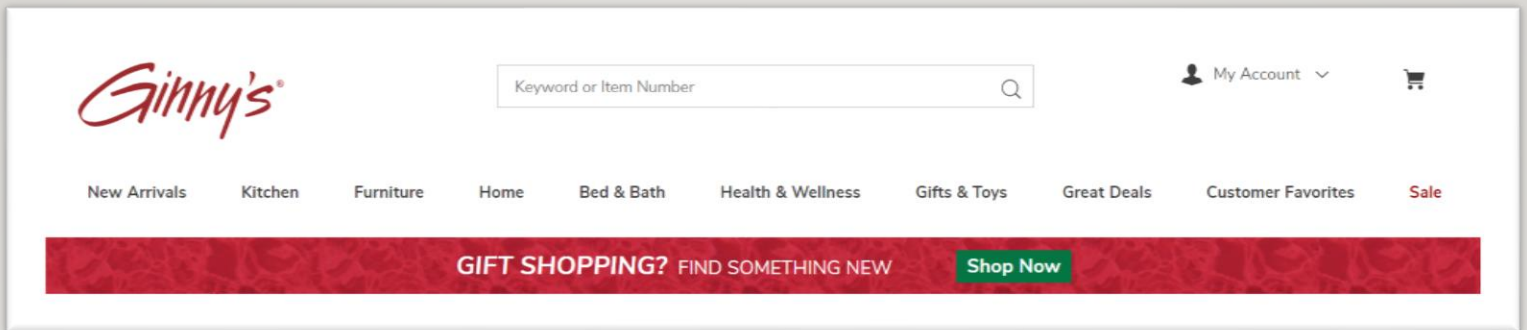 Ginny's®
Keyword or Item Number
My Account
New Arrivals Kitchen Furniture Home Bed & Bath Health & Wellness Gifts & Toys Great Deals Customer Favorites Sale
GIFT SHOPPING? FIND SOMETHING NEW Shop Now